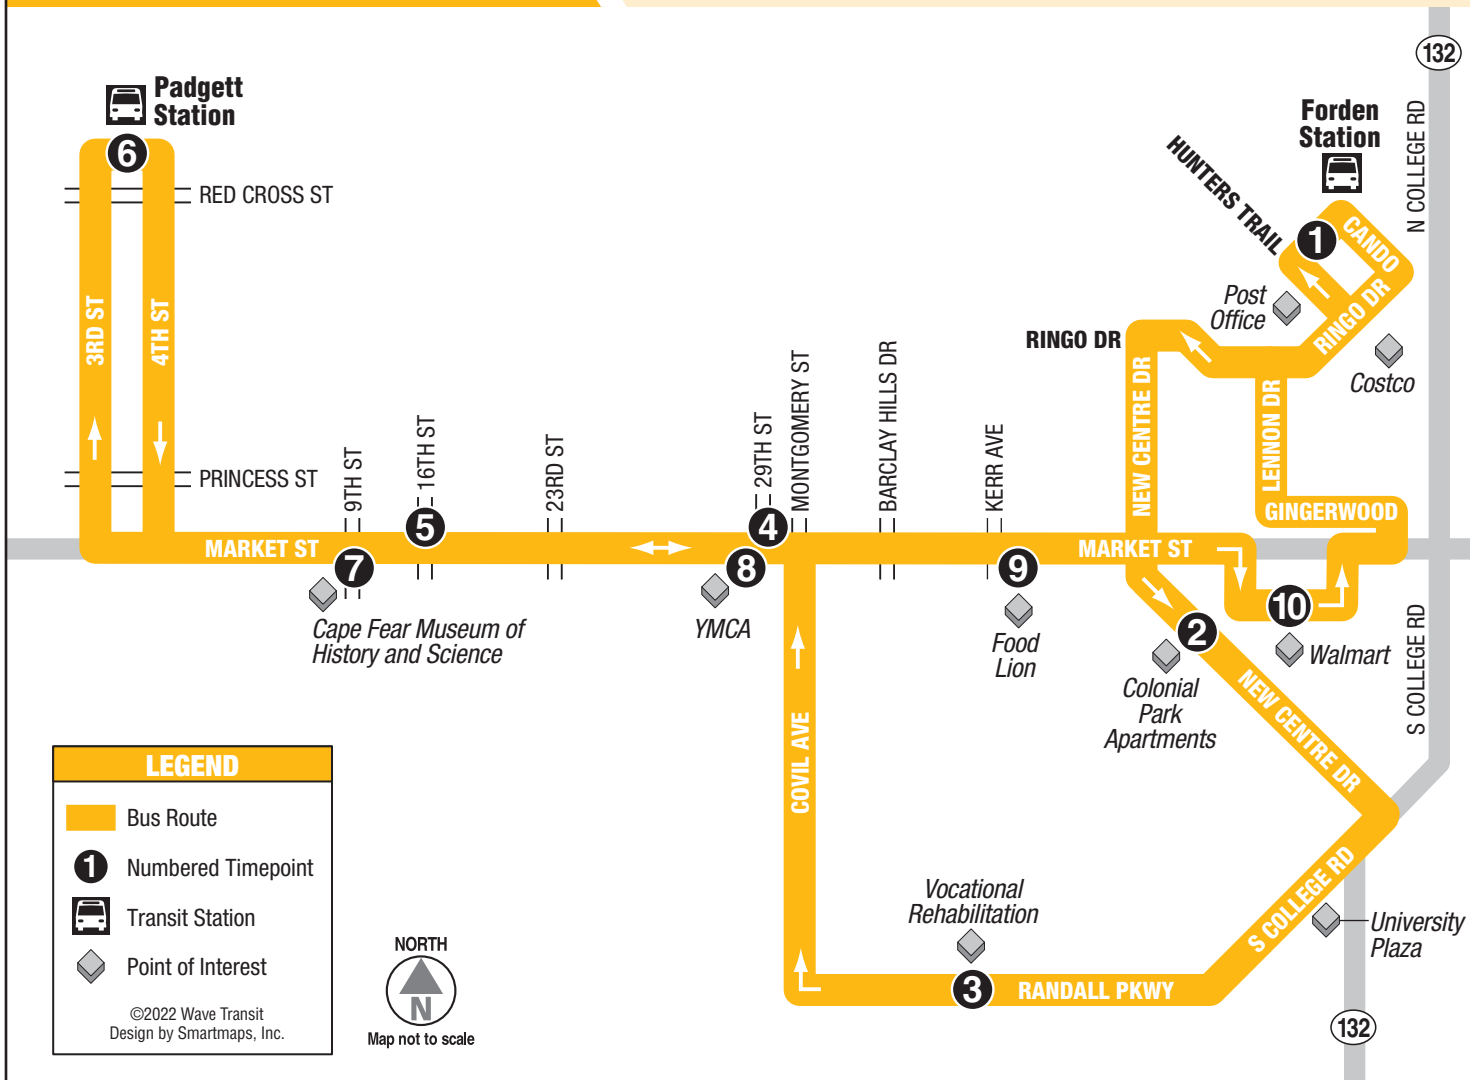 132
Padgett
Station
6
RED CROSS ST
3RD ST
4TH ST
PRINCESS ST
Forden
Station
N COLLEGE RD
HUNTERS TRAIL
1
CANDO
Post
Office
RINGO DR
RINGO DR
Costco
NEW CENTRE DR
LENNON DR
GINGERWOOD
9TH ST
16TH ST
23RD ST
29TH ST
MONTGOMERY ST
BARCLAY HILLS DR
KERR AVE
5
4
MARKET ST
MARKET ST
7
8
9
10
2
Cape Fear Museum of
History and Science
YMCA
Food
Lion
Colonial
Park
Apartments
Walmart
S COLLEGE RD
NEW CENTRE DR
COVIL AVE
LEGEND
Bus Route
1
Numbered Timepoint
Transit Station
Point of Interest
©2022 Wave Transit
Design by Smartmaps, Inc.
NORTH
N
Map not to scale
Vocational
Rehabilitation
3
RANDALL PKWY
S COLLEGE RD
University
Plaza
132